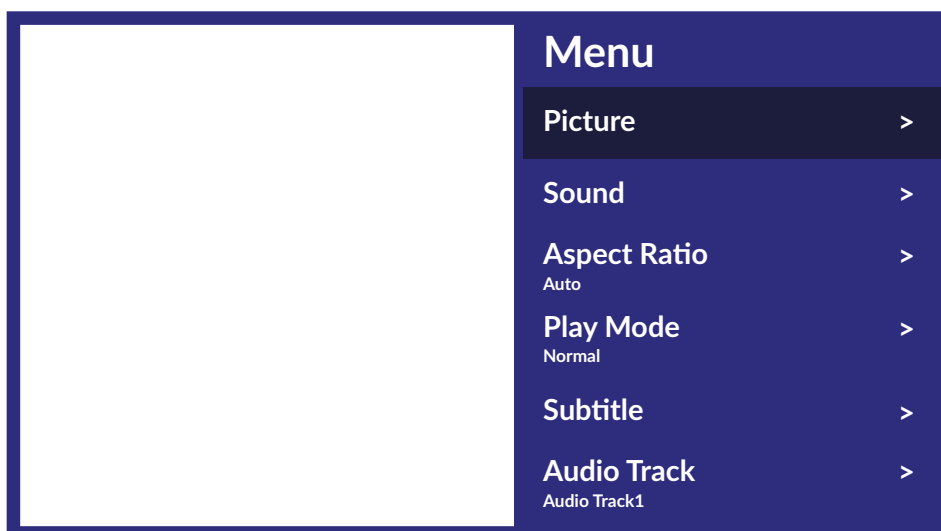 Menu
Picture >
Sound >
Aspect Ratio >
Auto
Play Mode >
Normal
Subtitle >
Audio Track >
Audio Track1